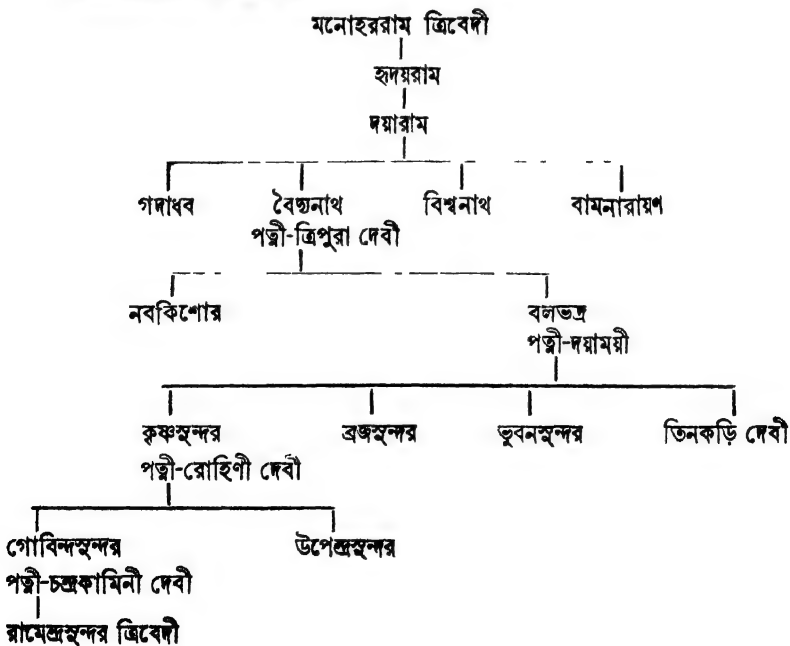 মনোহররাম ত্রিবেদী
হৃদয়রাম
দয়ারাম
গদাধব বৈদ্যনাথ বিশ্বনাথ বামনারায়ণ
পত্নী-ত্রিপুরা দেবী
নবকিশোর বলভদ্র
পত্নী-দয়াময়ী
কৃষ্ণসুন্দর ব্রজসুন্দর ভুবনসুন্দর তিনকড়ি দেবী
পত্নী-রোহিণী দেবী
গোবিন্দসুন্দর উপেন্দ্রসুন্দর
পত্নী-চন্দ্রকামিনী দেবী
রামেন্দ্রসুন্দর ত্রিবেদী